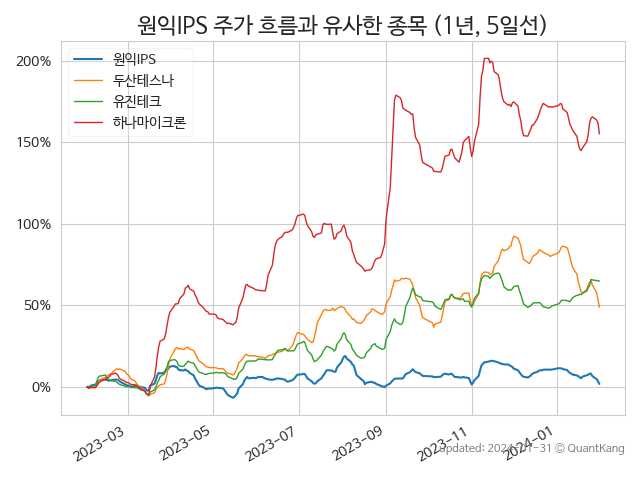 원익IPS 주가 흐름과 유사한 종목 (1년, 5일선)
원익IPS
두산테스나
유진테크
하나마이크론
200%
150%
100%
50%
0%
2023-03
2023-05
2023-07
2023-09
2023-11
2024-01
updated: 2024-01-31 © QuantKang